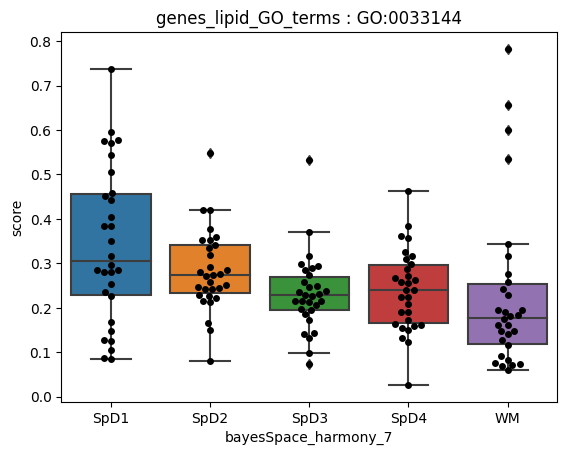 genes_lipid_GO_terms : GO:0033144
0.8
0.7
0.6
0.5
0.4
0.3
0.2
0.1
0.0
score
SpD1 SpD2 SpD3 SpD4 WM
bayesSpace_harmony_7